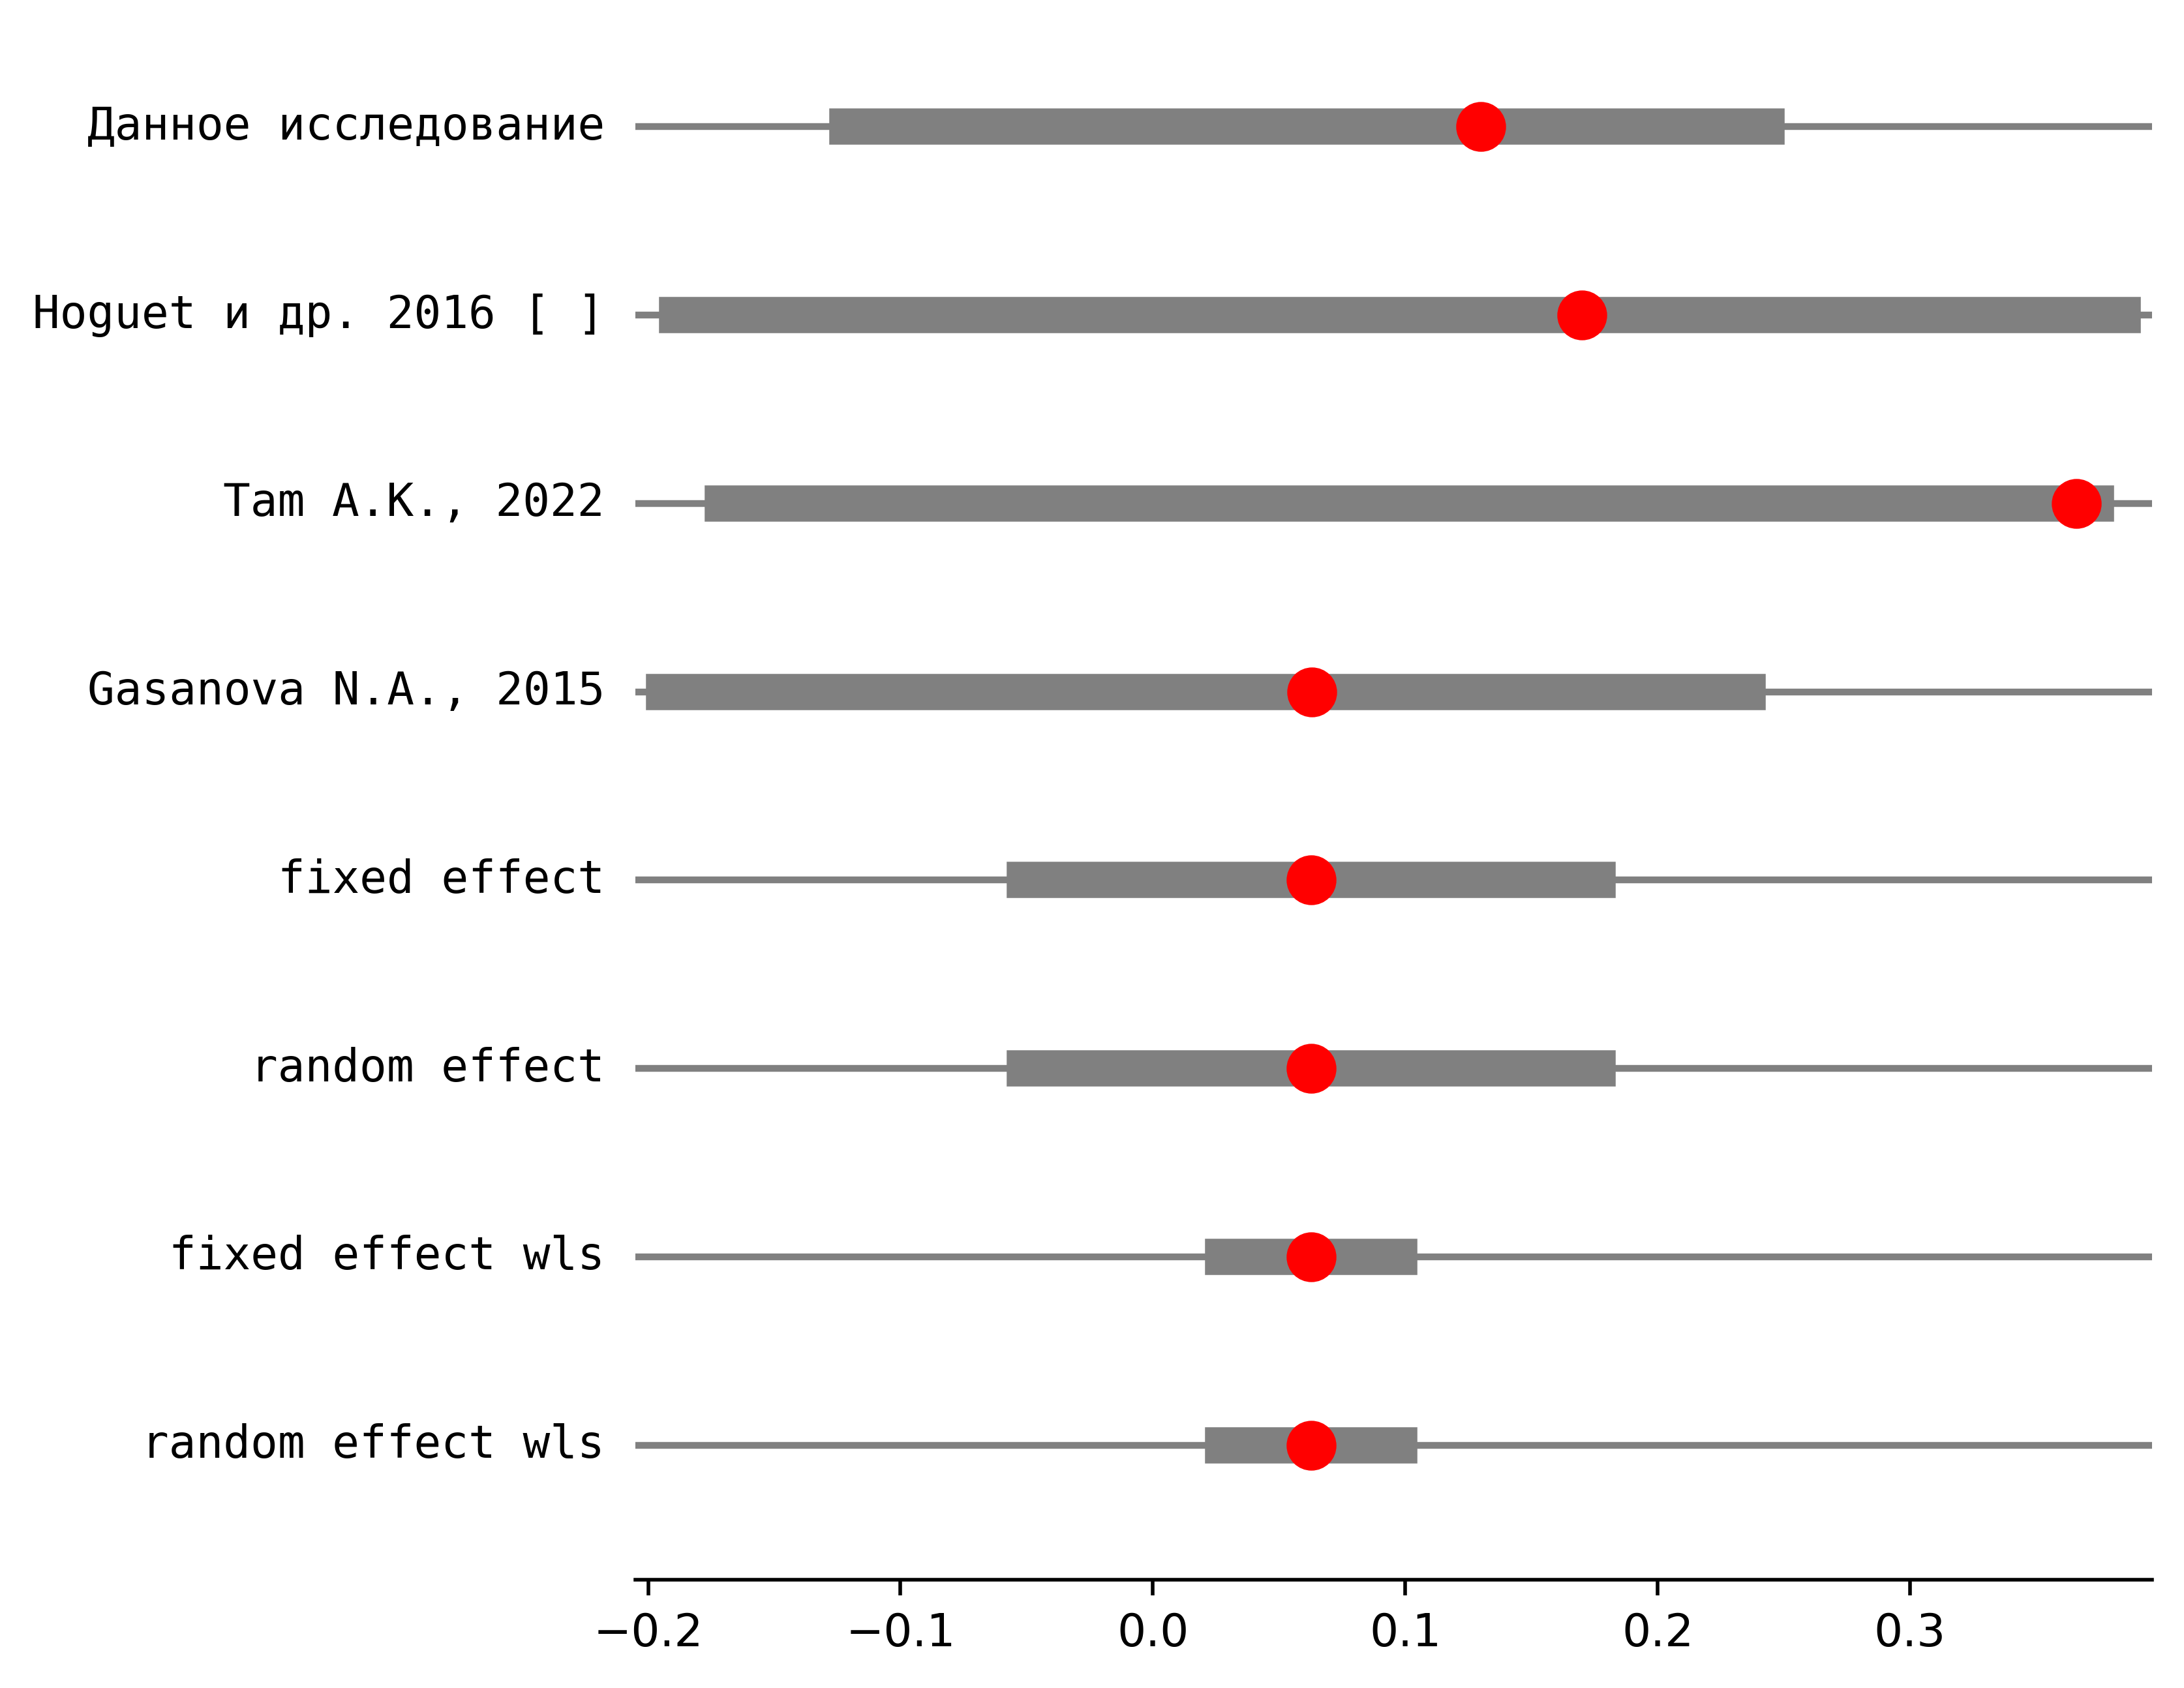 Данное исследование
Hoguet и др. 2016 [ ]
Tam A.K., 2022
Gasanova N.A., 2015
fixed effect
random effect
fixed effect wls
random effect wls
−0.2 −0.1 0.0 0.1 0.2 0.3